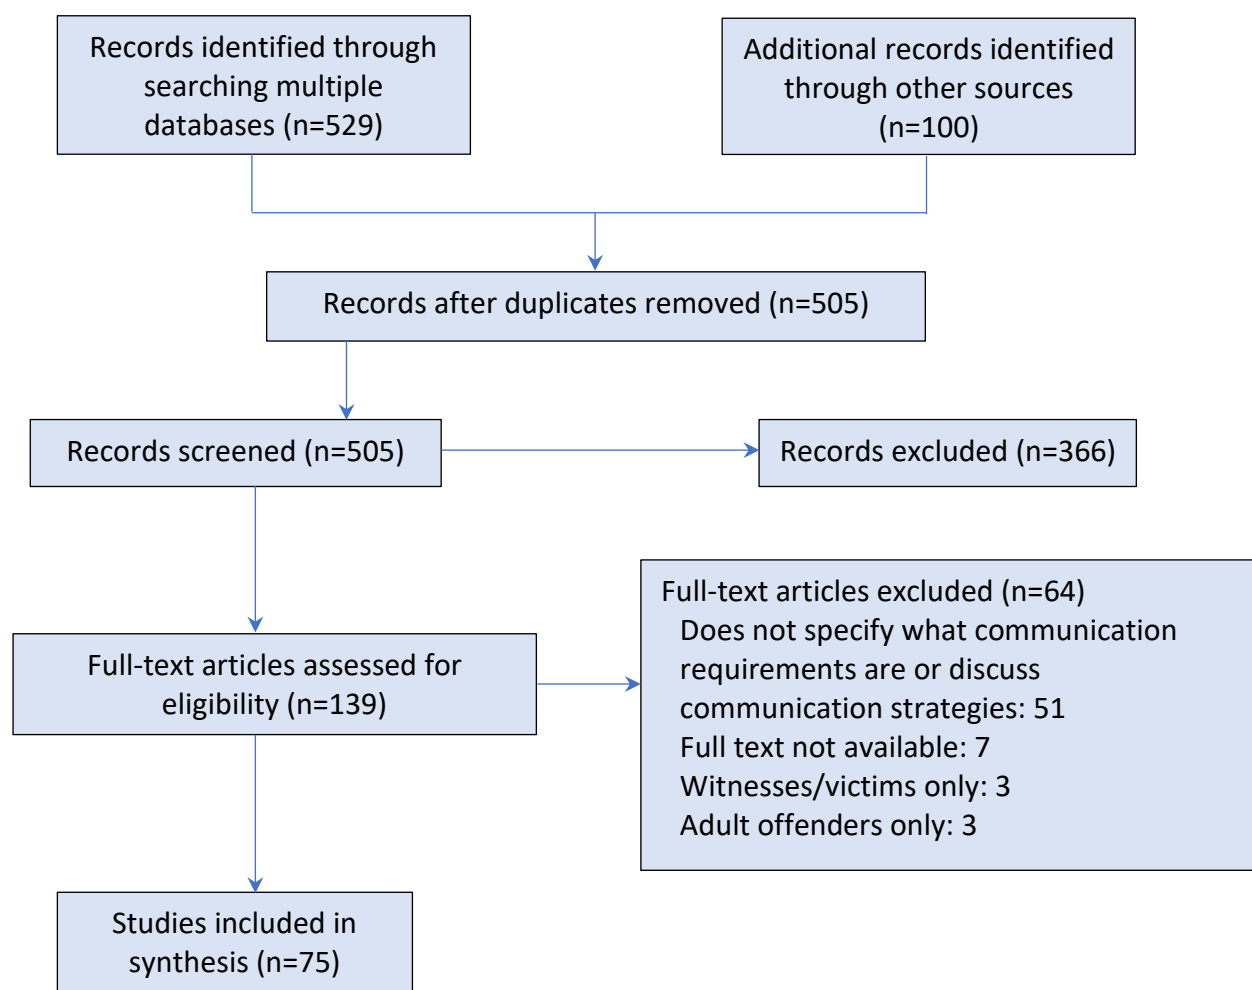 Records identified through
searching multiple
databases (n=529)
Additional records identified
through other sources
(n=100)
Records after duplicates removed (n=505)
Records screened (n=505)
Records excluded (n=366)
Full-text articles assessed for
eligibility (n=139)
Full-text articles excluded (n=64)
Does not specify what communication
requirements are or discuss
communication strategies: 51
Full text not available: 7
Witnesses/victims only: 3
Adult offenders only: 3
Studies included in
synthesis (n=75)